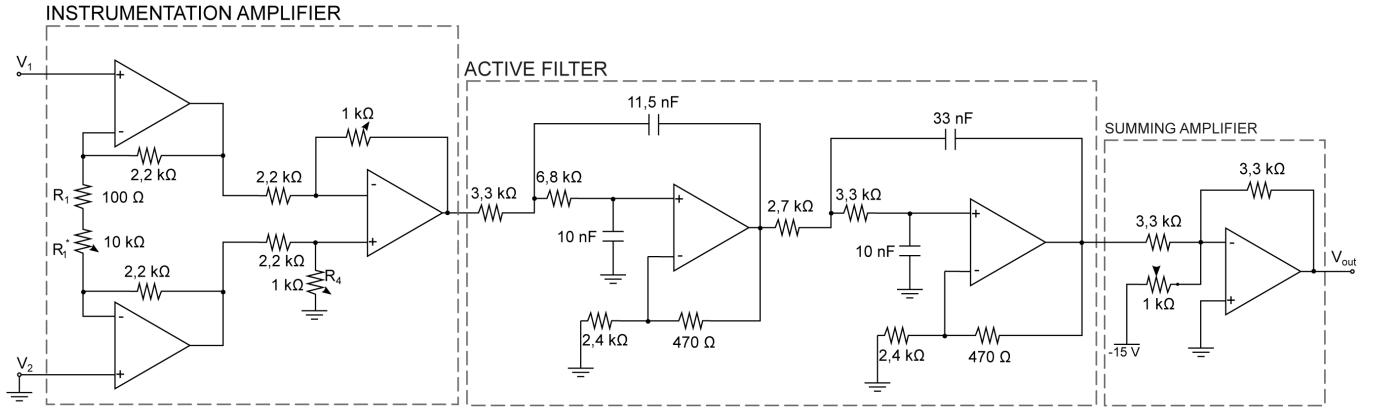 INSTRUMENTATION AMPLIFIER
V1
+
-
2,2 kΩ
R1
100 Ω
R1*
10 kΩ
2,2 kΩ
-
+
V2
2,2 kΩ
1 kΩ
-
+
2,2 kΩ
1 kΩ
R4
ACTIVE FILTER
3,3 kΩ
11,5 nF
6,8 kΩ
10 nF
+
-
2,4 kΩ
470 Ω
2,7 kΩ
33 nF
3,3 kΩ
10 nF
+
-
2,4 kΩ
470 Ω
SUMMING AMPLIFIER
3,3 kΩ
3,3 kΩ
1 kΩ
-15 V
-
+
Vout